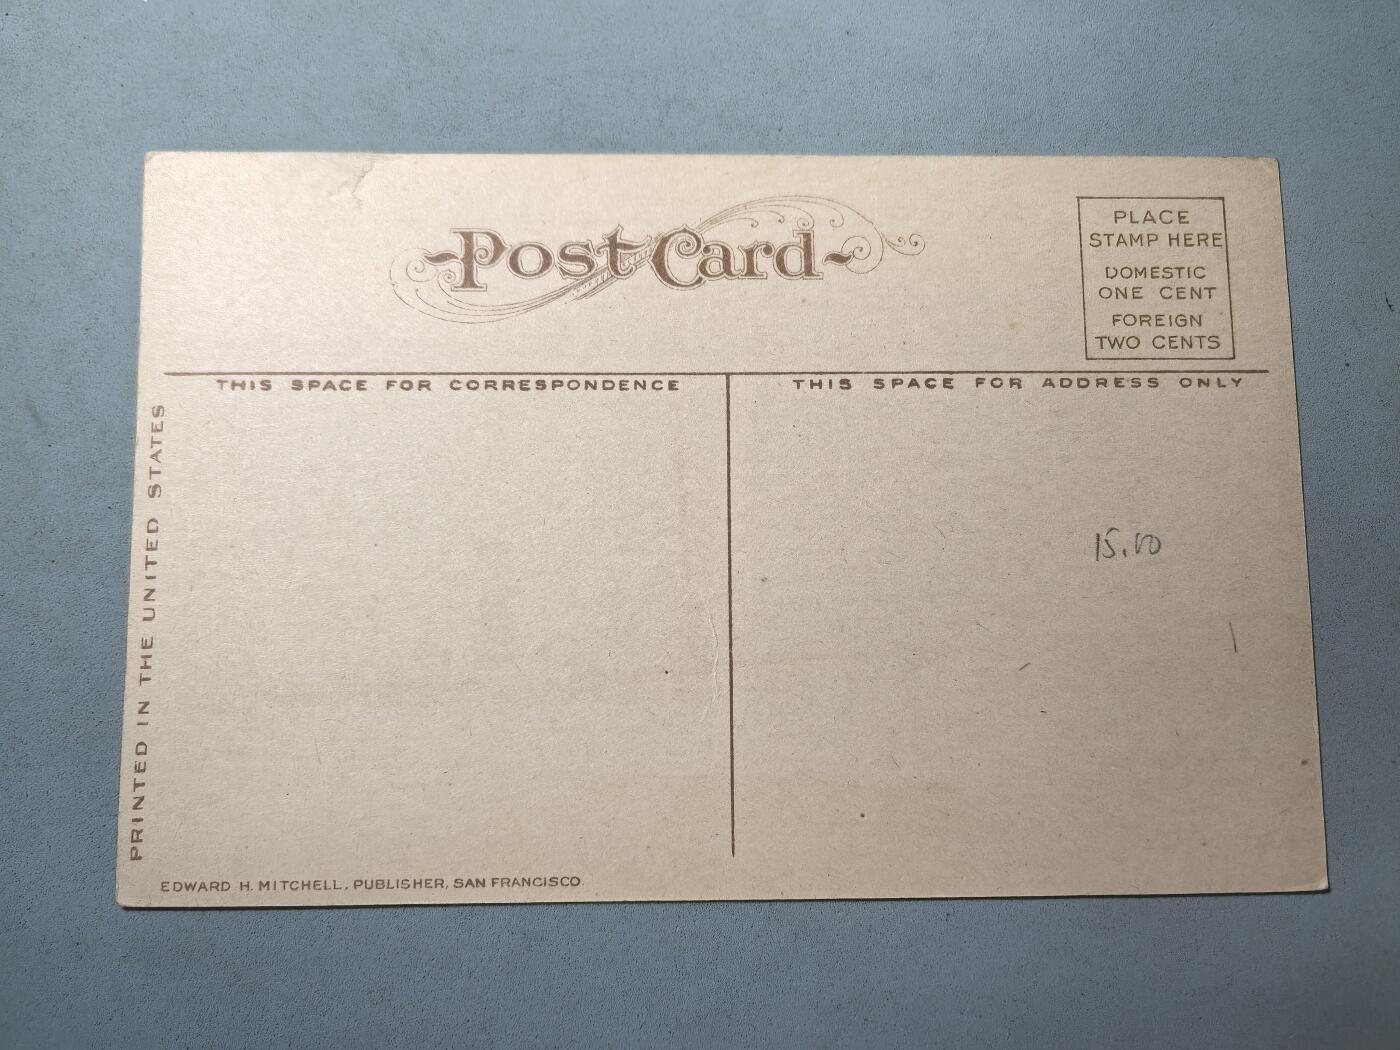 Post Card
PLACE
STAMP HERE
DOMESTIC
ONE CENT
FOREIGN
TWO CENTS
THIS SPACE FOR CORRESPONDENCE
THIS SPACE FOR ADDRESS ONLY
PRINTED IN THE UNITED STATES
15.00
EDWARD H. MITCHELL, PUBLISHER, SAN FRANCISCO.